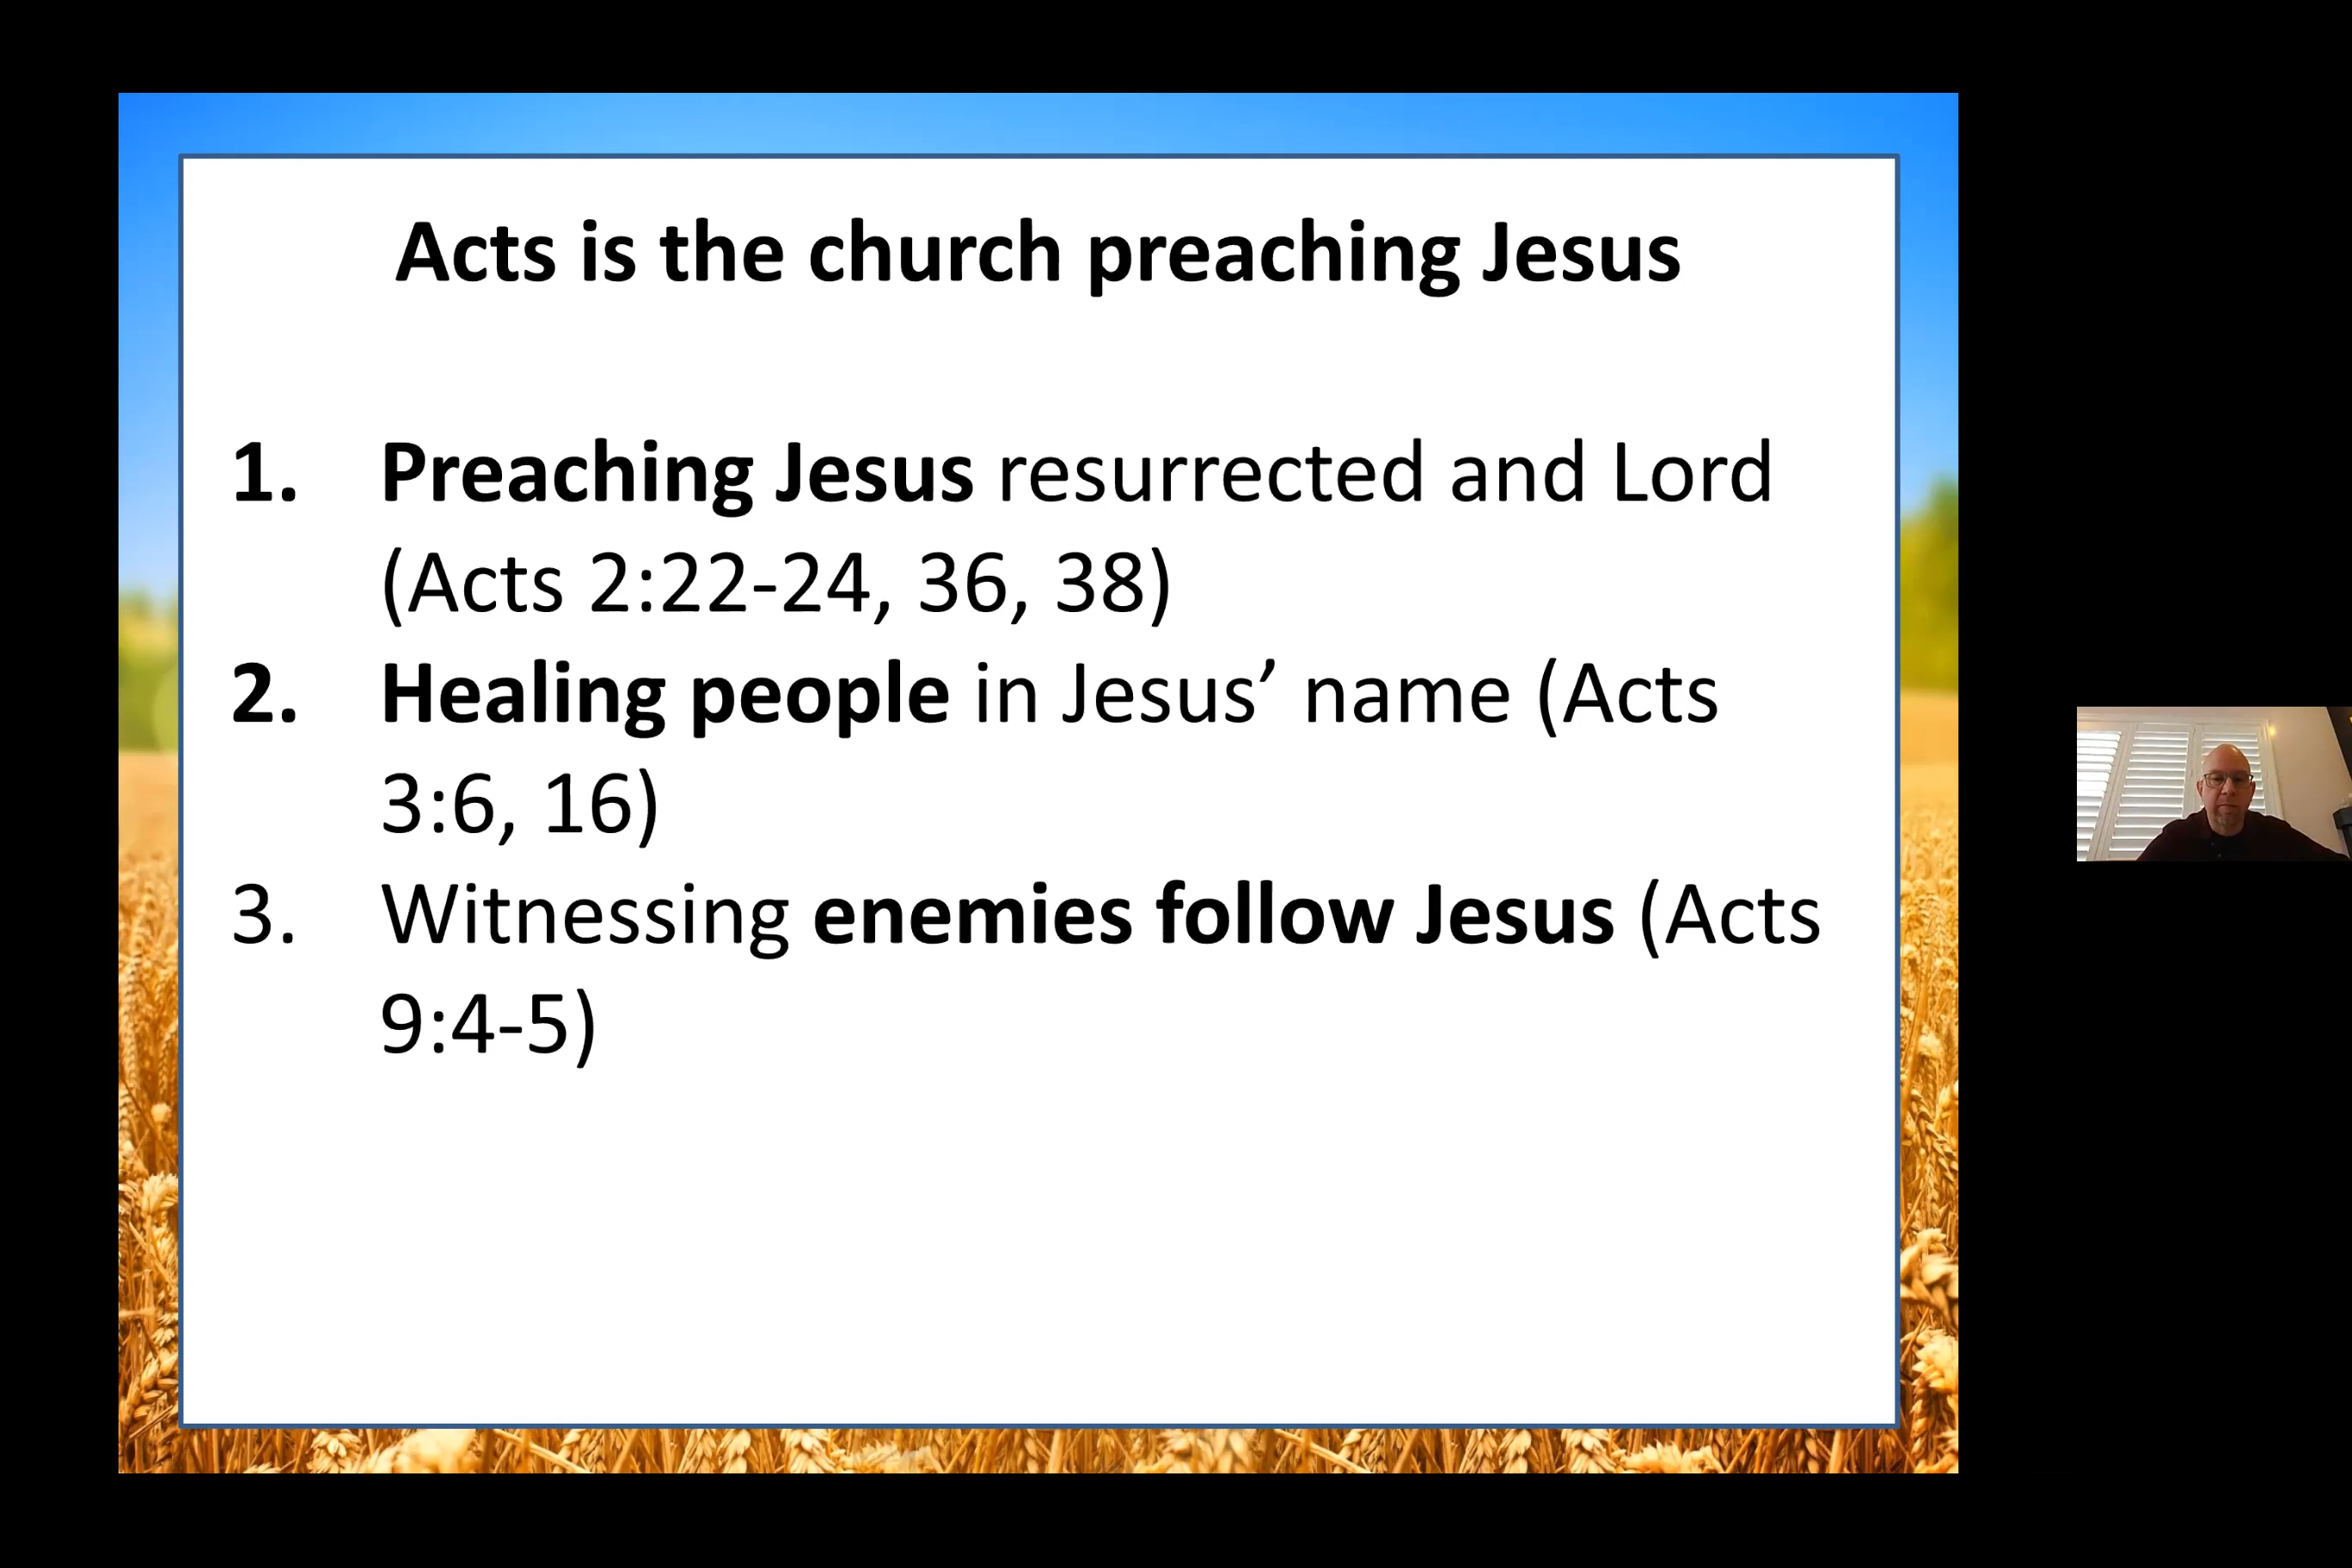 Acts is the church preaching Jesus
1. Preaching Jesus resurrected and Lord
(Acts 2:22-24, 36, 38)
2. Healing people in Jesus’ name (Acts
3:6, 16)
3. Witnessing enemies follow Jesus (Acts
9:4-5)